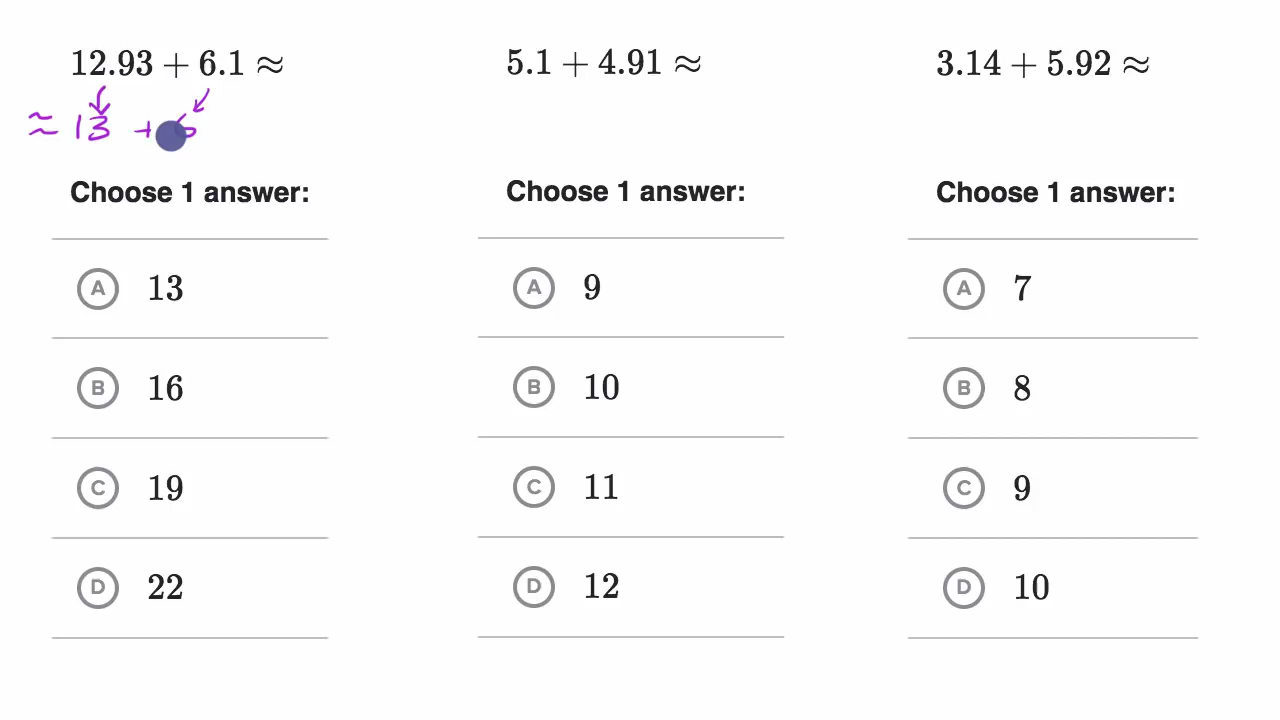 12.93 + 6.1 ≈
≈ 13 + 6
Choose 1 answer:
A 13
B 16
C 19
D 22
5.1 + 4.91 ≈
Choose 1 answer:
A 9
B 10
C 11
D 12
3.14 + 5.92 ≈
Choose 1 answer:
A 7
B 8
C 9
D 10